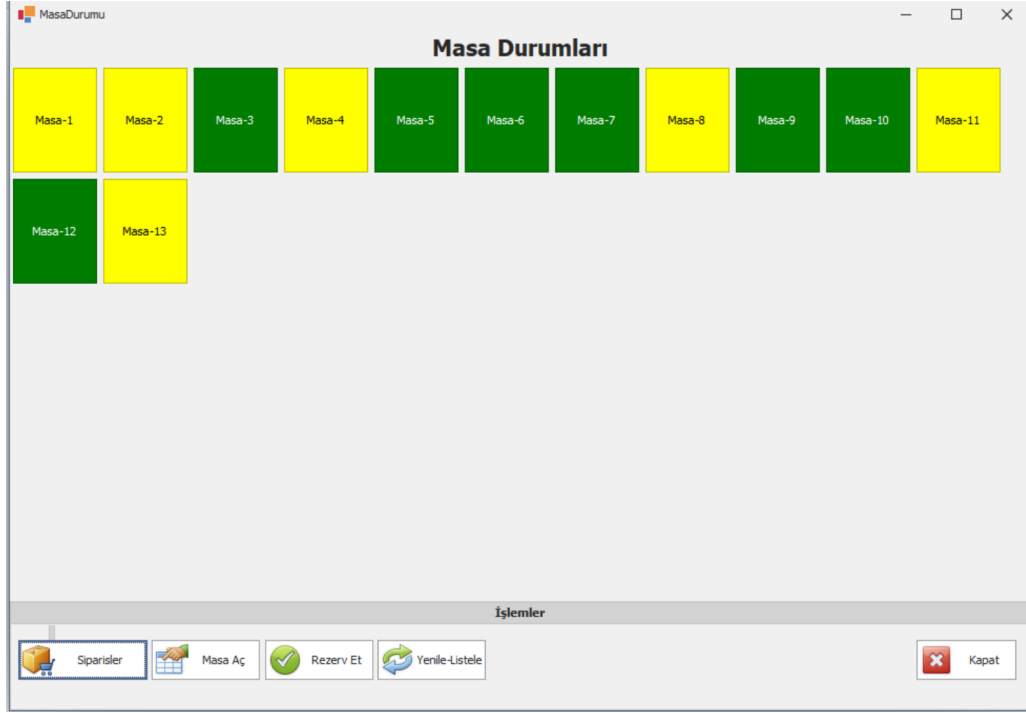 MasaDurumu
Masa Durumları
Masa-1 Masa-2 Masa-3 Masa-4 Masa-5 Masa-6 Masa-7 Masa-8 Masa-9 Masa-10 Masa-11
Masa-12 Masa-13
İşlemler
Siparisler Masa Aç Rezerv Et Yenile-Listele Kapat